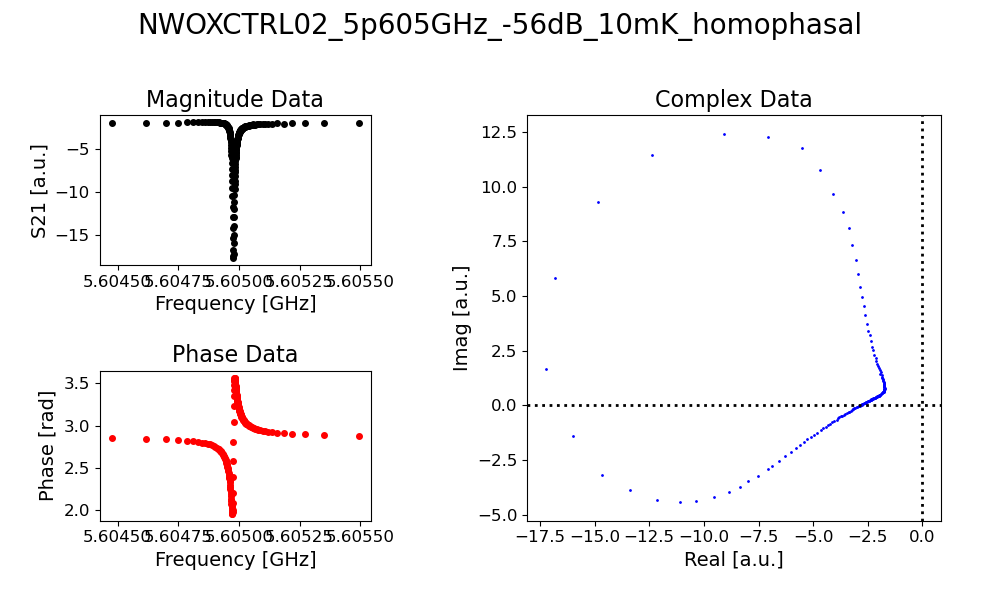 NWOXCTRL02_5p605GHz_-56dB_10mK_homophasal
Magnitude Data
S21 [a.u.]
−5
−10
−15
5.60450 5.60475 5.60500 5.60525 5.60550
Frequency [GHz]
Phase Data
Phase [rad]
3.5
3.0
2.5
2.0
5.60450 5.60475 5.60500 5.60525 5.60550
Frequency [GHz]
Complex Data
Imag [a.u.]
12.5
10.0
7.5
5.0
2.5
0.0
−2.5
−5.0
−17.5 −15.0 −12.5 −10.0 −7.5 −5.0 −2.5 0.0
Real [a.u.]